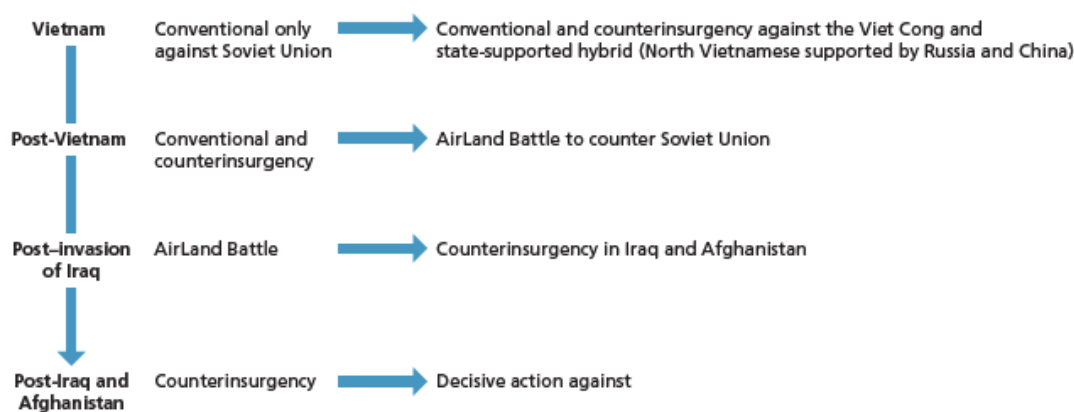 Vietnam
Conventional only
against Soviet Union
Conventional and counterinsurgency against the Viet Cong and
state-supported hybrid (North Vietnamese supported by Russia and China)
Post-Vietnam
Conventional and
counterinsurgency
AirLand Battle to counter Soviet Union
Post–invasion
of Iraq
AirLand Battle
Counterinsurgency in Iraq and Afghanistan
Post-Iraq and
Afghanistan
Counterinsurgency
Decisive action against